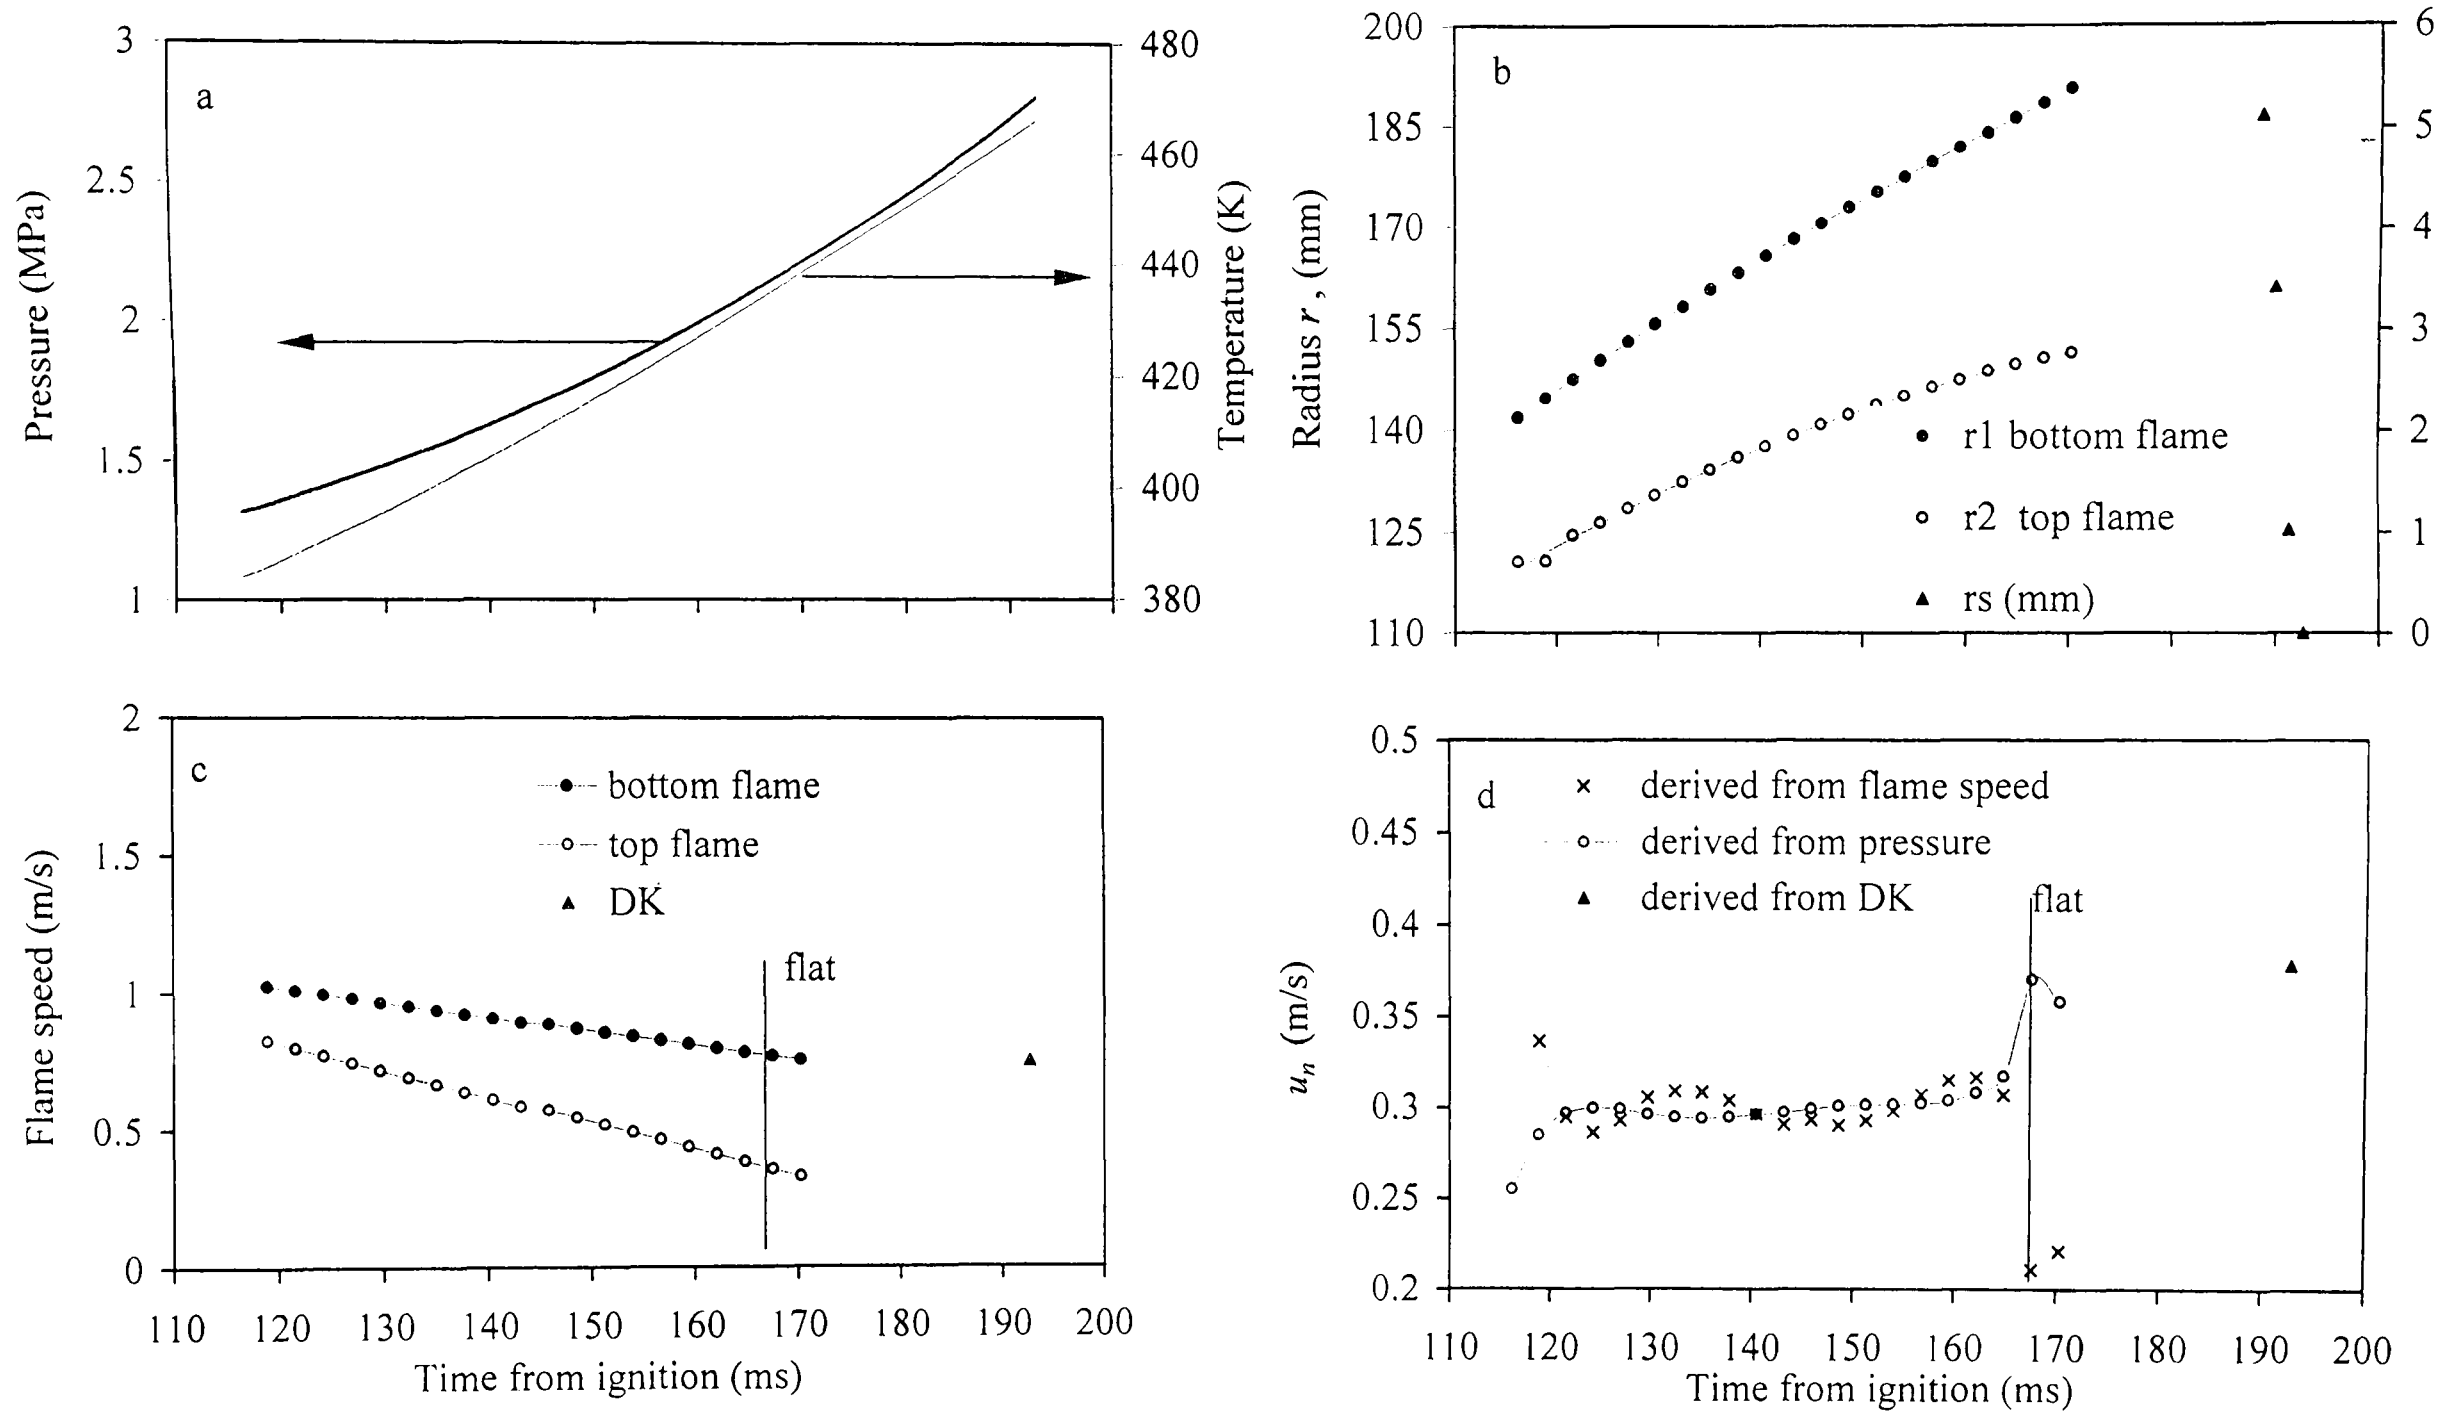 a
3
2.5
2
1.5
1
Pressure (MPa)
480
460
440
420
400
380
Temperature (K)
b
200
185
170
155
140
125
110
Radius r , (mm)
6
5
4
3
2
1
0
r1 bottom flame
r2 top flame
rs (mm)
c
2
1.5
1
0.5
0
Flame speed (m/s)
bottom flame
top flame
DK
flat
110 120 130 140 150 160 170 180 190 200
Time from ignition (ms)
d
0.5
0.45
0.4
0.35
0.3
0.25
0.2
un (m/s)
derived from flame speed
derived from pressure
derived from DK
flat
110 120 130 140 150 160 170 180 190 200
Time from ignition (ms)